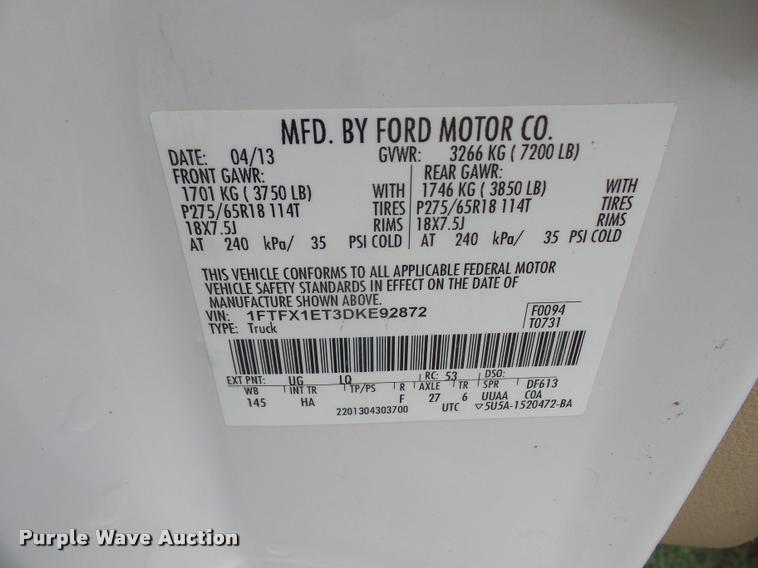 MFD. BY FORD MOTOR CO.
DATE: 04/13 GVWR: 3266 KG ( 7200 LB)
FRONT GAWR: REAR GAWR:
1701 KG ( 3750 LB) WITH 1746 KG ( 3850 LB) WITH
P275/65R18 114T TIRES P275/65R18 114T TIRES
18X7.5J RIMS 18X7.5J RIMS
AT 240 kPa/ 35 PSI COLD AT 240 kPa/ 35 PSI COLD
THIS VEHICLE CONFORMS TO ALL APPLICABLE FEDERAL MOTOR
VEHICLE SAFETY STANDARDS IN EFFECT ON THE DATE OF
MANUFACTURE SHOWN ABOVE.
VIN: 1FTFX1ET3DKE92872 F0094
TYPE: Truck T0731
EXT PNT: UG LQ RC: 53 DSO:
WB INT TR TP/PS R AXLE TR SPR DF613
145 HA F 27 6 UUAA COA
2201304303700 UTC ▽5U5A-1520472-BA
Purple Wave Auction